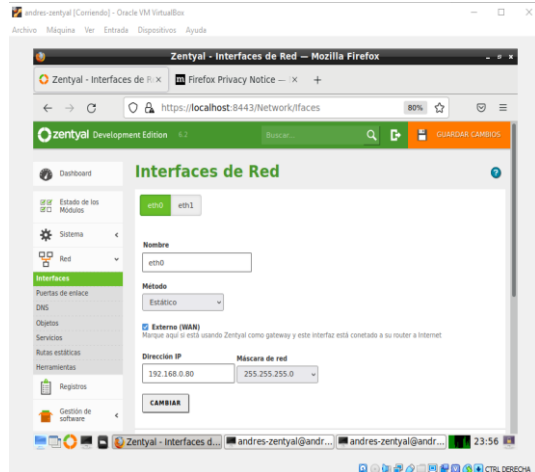 andres-zentyal [Corriendo] - Oracle VM VirtualBox
Archivo Máquina Ver Entrada Dispositivos Ayuda
Zentyal - Interfaces de Red — Mozilla Firefox
Zentyal - Interfaces de R
Firefox Privacy Notice —
https://localhost:8443/Network/Ifaces
80%
zentyal Development Edition 6.2
Buscar...
GUARDAR CAMBIOS
Dashboard
Estado de los
Módulos
Sistema
Red
Interfaces
Puertas de enlace
DNS
Objetos
Servicios
Rutas estáticas
Herramientas
Registros
Gestión de
software
Interfaces de Red
eth0 eth1
Nombre
eth0
Método
Estático
Externo (WAN)
Marque aquí si está usando Zentyal como gateway y este interfaz está conetado a su router a Internet
Dirección IP Máscara de red
192.168.0.80 255.255.255.0
CAMBIAR
Zentyal - Interfaces d... andres-zentyal@andr... andres-zentyal@andr... 23:56
CTRL DERECHA